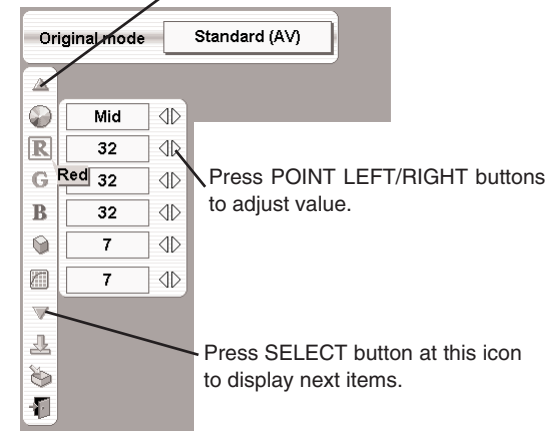 Original mode Standard (AV)
Mid
R 32
Red
G 32
B 32
7
7
Press POINT LEFT/RIGHT buttons
to adjust value.
Press SELECT button at this icon
to display next items.